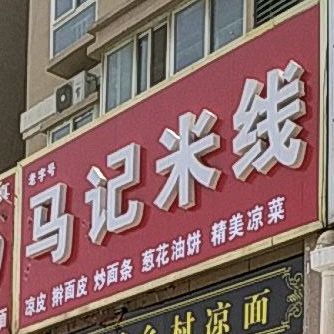 老字号
马记米线
凉皮 擀面皮 炒面条 葱花油饼 精美凉菜
乡村凉面